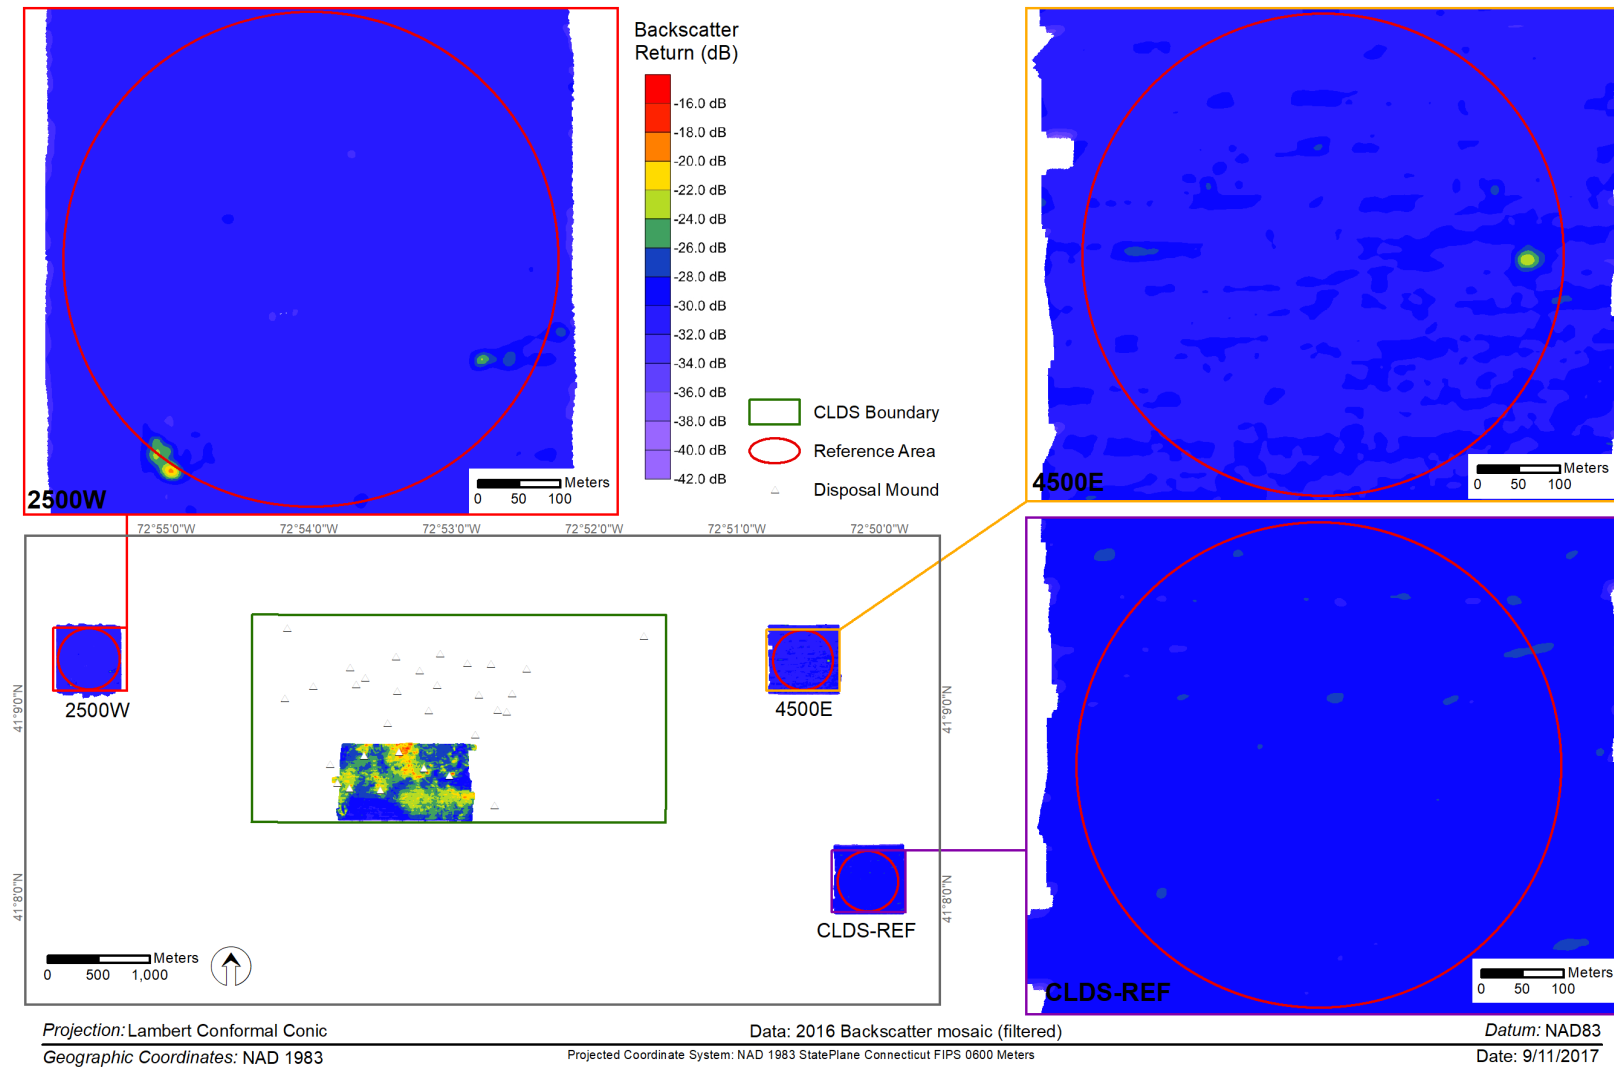 Backscatter
Return (dB)
-16.0 dB
-18.0 dB
-20.0 dB
-22.0 dB
-24.0 dB
-26.0 dB
-28.0 dB
-30.0 dB
-32.0 dB
-34.0 dB
-36.0 dB
-38.0 dB
-40.0 dB
-42.0 dB
CLDS Boundary
Reference Area
Disposal Mound
2500W
Meters
0 50 100
4500E
Meters
0 50 100
72°55'0"W 72°54'0"W 72°53'0"W 72°52'0"W 72°51'0"W 72°50'0"W
41°9'0"N
41°9'0"N
2500W
4500E
41°8'0"N
41°8'0"N
CLDS-REF
Meters
0 500 1,000
CLDS-REF
Meters
0 50 100
Projection: Lambert Conformal Conic
Data: 2016 Backscatter mosaic (filtered)
Datum: NAD83
Geographic Coordinates: NAD 1983
Projected Coordinate System: NAD 1983 StatePlane Connecticut FIPS 0600 Meters
Date: 9/11/2017